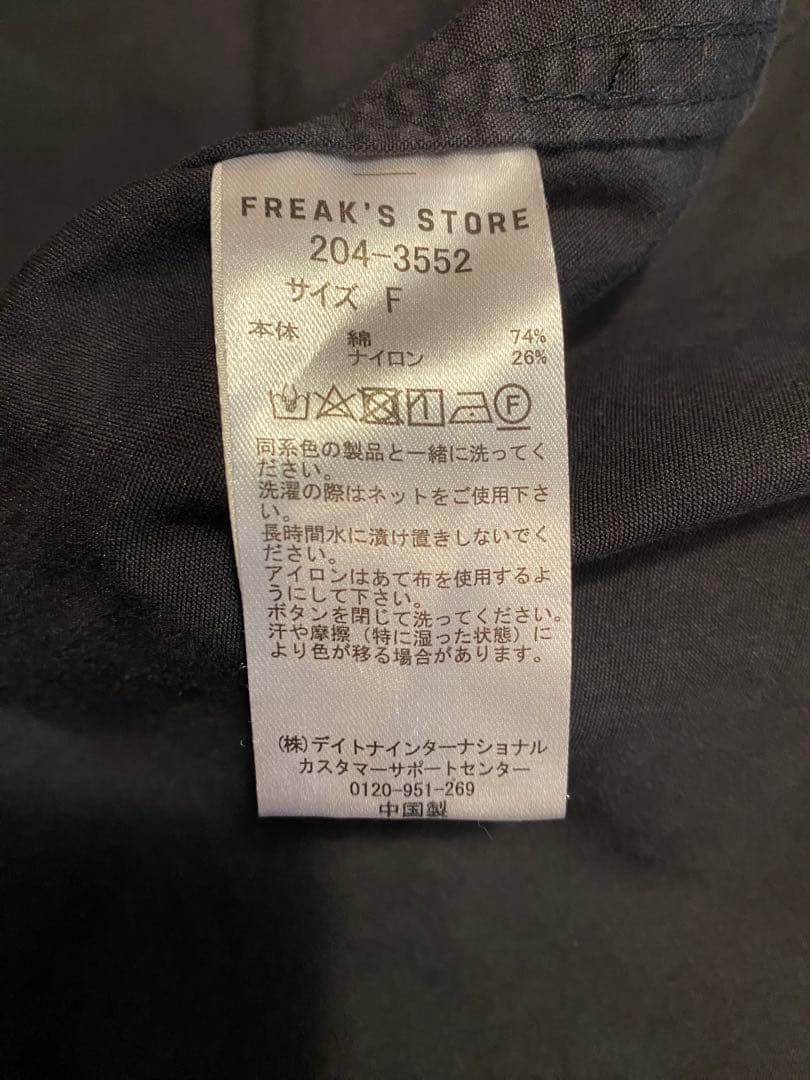 FREAK'S STORE
204-3552
サイズ F
本体 綿 74%
ナイロン 26%
F
同系色の製品と一緒に洗ってく
ださい。
洗濯の際はネットをご使用下さ
い。
長時間水に漬け置きしないでく
ださい。
アイロンはあて布を使用するよ
うにして下さい。
ボタンを閉じて洗ってください。
汗や摩擦（特に湿った状態）に
より色が移る場合があります。
(株)デイトナインターナショナル
カスタマーサポートセンター
0120-951-269
中国製